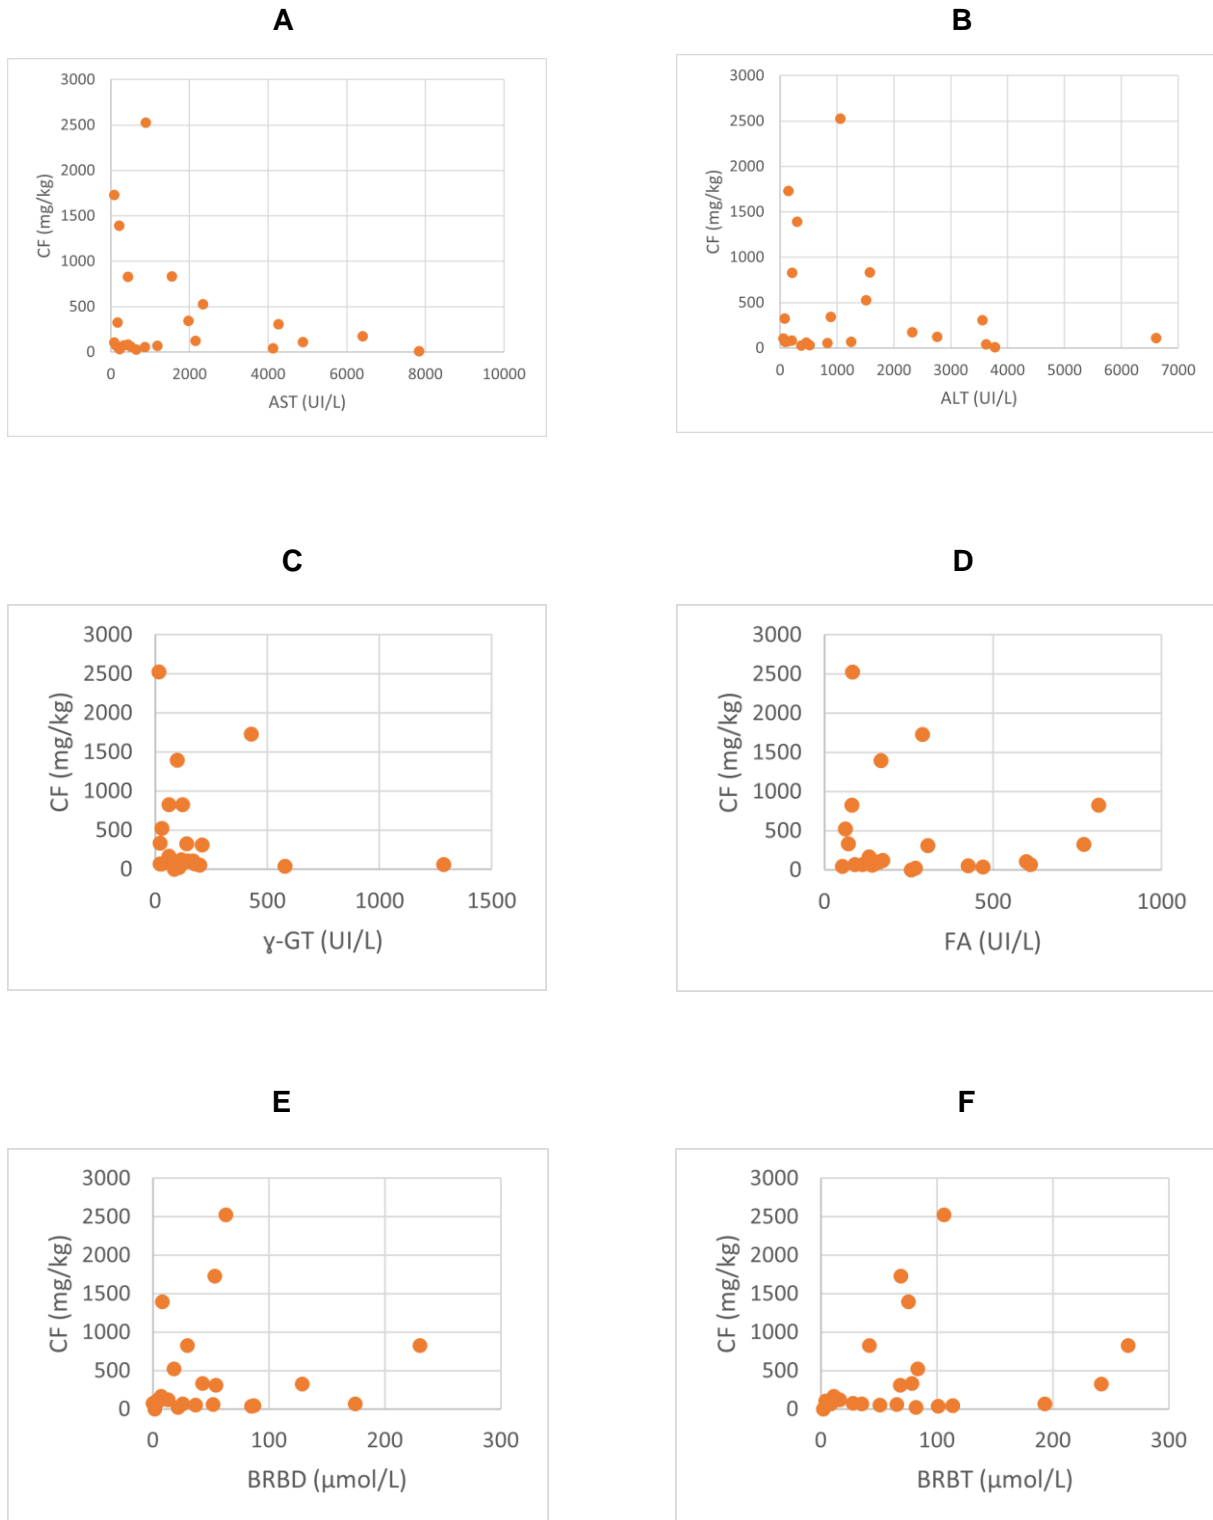 A
B
3000
2500
2000
1500
1000
500
0
CF (mg/kg)
0 2000 4000 6000 8000 10000
AST (UI/L)
3000
2500
2000
1500
1000
500
0
CF (mg/kg)
0 1000 2000 3000 4000 5000 6000 7000
ALT (UI/L)
C
D
3000
2500
2000
1500
1000
500
0
CF (mg/kg)
0 500 1000 1500
ɣ-GT (UI/L)
3000
2500
2000
1500
1000
500
0
CF (mg/kg)
0 500 1000
FA (UI/L)
E
F
3000
2500
2000
1500
1000
500
0
CF (mg/kg)
0 100 200 300
BRBD (µmol/L)
3000
2500
2000
1500
1000
500
0
CF (mg/kg)
0 100 200 300
BRBT (µmol/L)